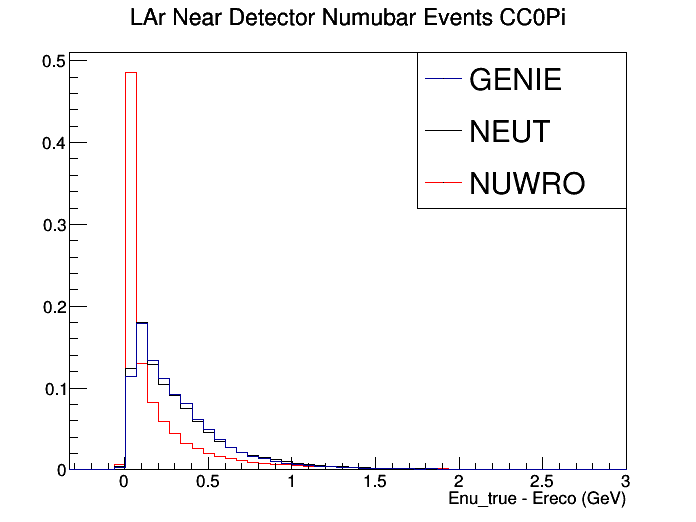 LAr Near Detector Numubar Events CC0Pi
GENIE
NEUT
NUWRO
0.5
0.4
0.3
0.2
0.1
0
0 0.5 1 1.5 2 2.5 3
Enu_true - Ereco (GeV)